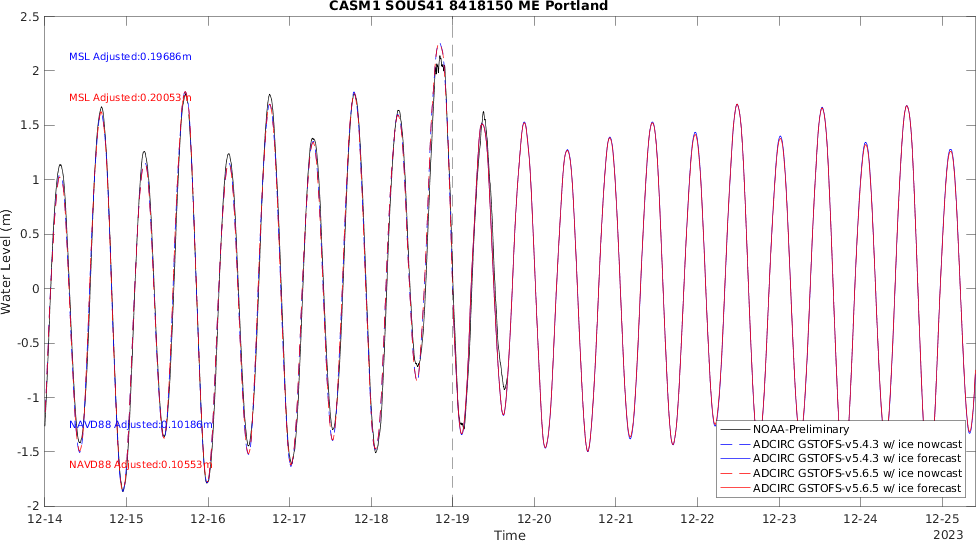 CASM1 SOUS41 8418150 ME Portland
2.5
2
1.5
1
0.5
0
-0.5
-1
-1.5
-2
Water Level (m)
MSL Adjusted:0.19686m
MSL Adjusted:0.20053m
NAVD88 Adjusted:0.10186m
NAVD88 Adjusted:0.10553m
NOAA-Preliminary
ADCIRC GSTOFS-v5.4.3 w/ ice nowcast
ADCIRC GSTOFS-v5.4.3 w/ ice forecast
ADCIRC GSTOFS-v5.6.5 w/ ice nowcast
ADCIRC GSTOFS-v5.6.5 w/ ice forecast
12-14 12-15 12-16 12-17 12-18 12-19 12-20 12-21 12-22 12-23 12-24 12-25
Time
2023